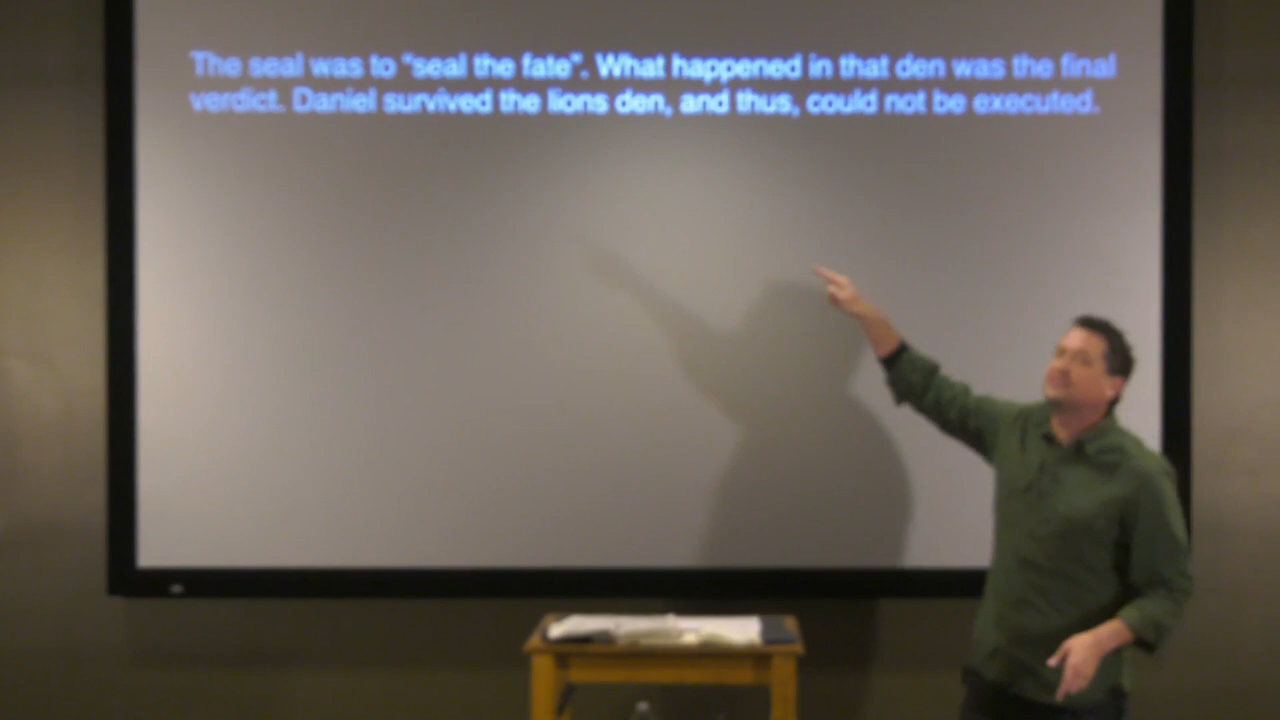 The seal was to “seal the fate”. What happened in that den was the final
verdict. Daniel survived the lions den, and thus, could not be executed.